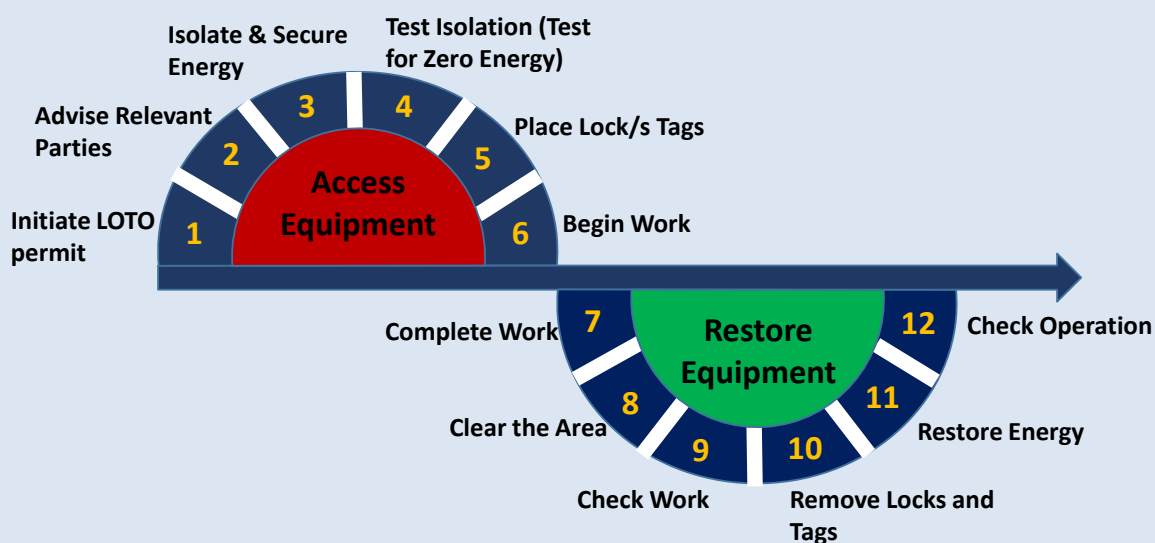 Isolate & Secure
Energy
Test Isolation (Test
for Zero Energy)
Advise Relevant
Parties
3
4
Place Lock/s Tags
2
5
Access
Equipment
Initiate LOTO
permit
1
6
Begin Work
Complete Work
7
Restore
Equipment
12
Check Operation
Clear the Area
8
11
Restore Energy
9
10
Check Work
Remove Locks and
Tags